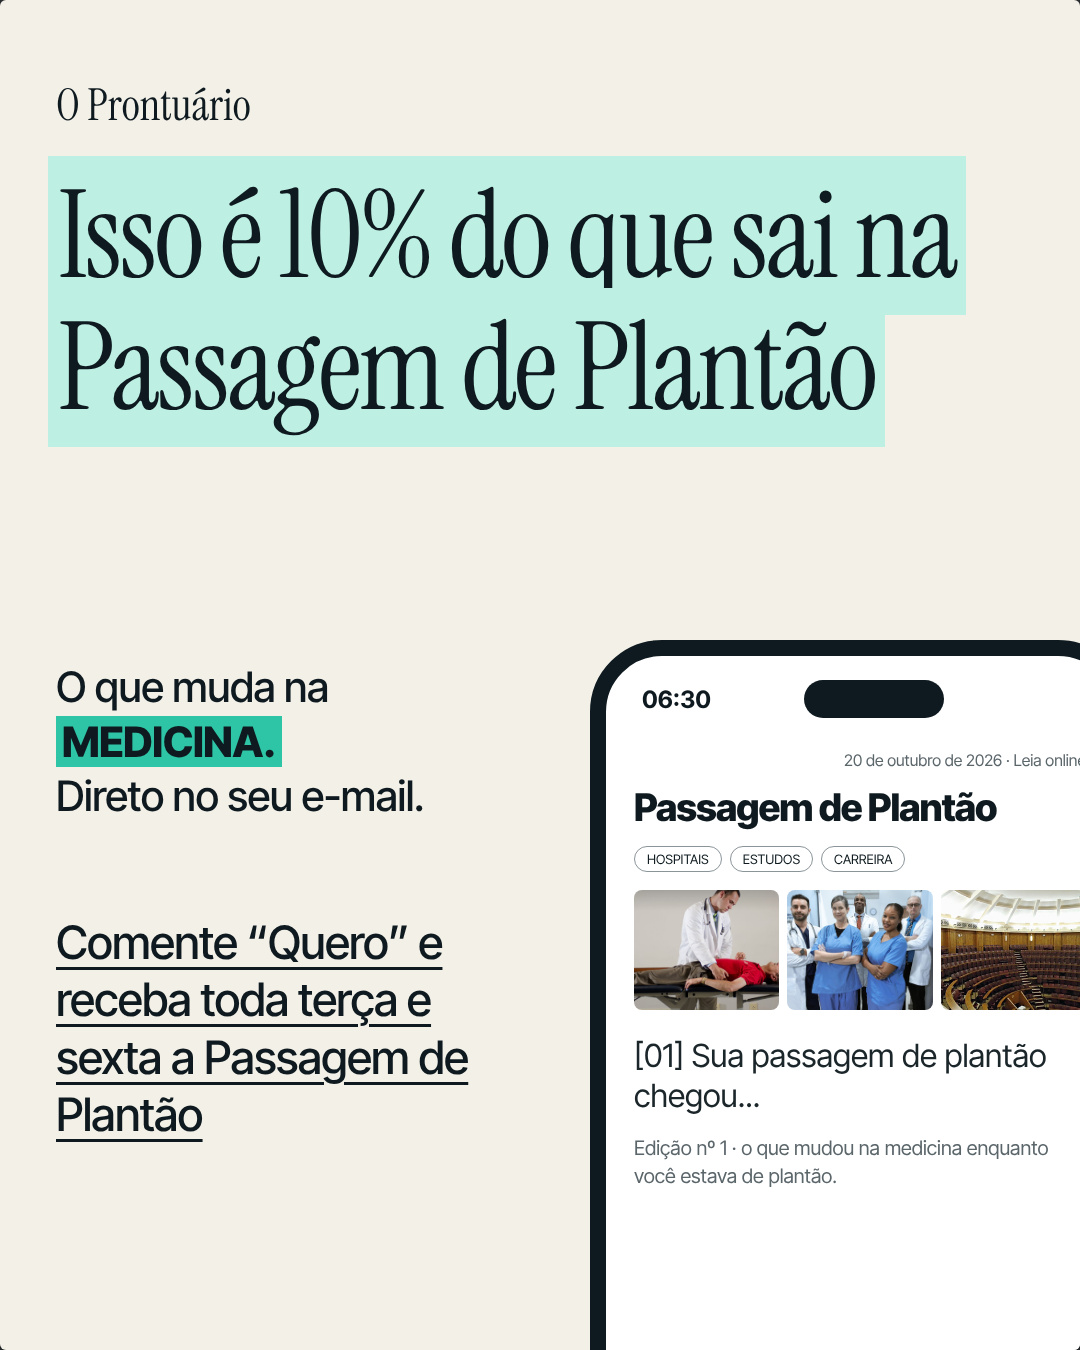 O Prontuário
Isso é 10% do que sai na
Passagem de Plantão
O que muda na
MEDICINA.
Direto no seu e-mail.
Comente “Quero” e
receba toda terça e
sexta a Passagem de
Plantão
06:30
20 de outubro de 2026 · Leia online
Passagem de Plantão
HOSPITAIS ESTUDOS CARREIRA
[01] Sua passagem de plantão
chegou...
Edição nº 1 · o que mudou na medicina enquanto
você estava de plantão.